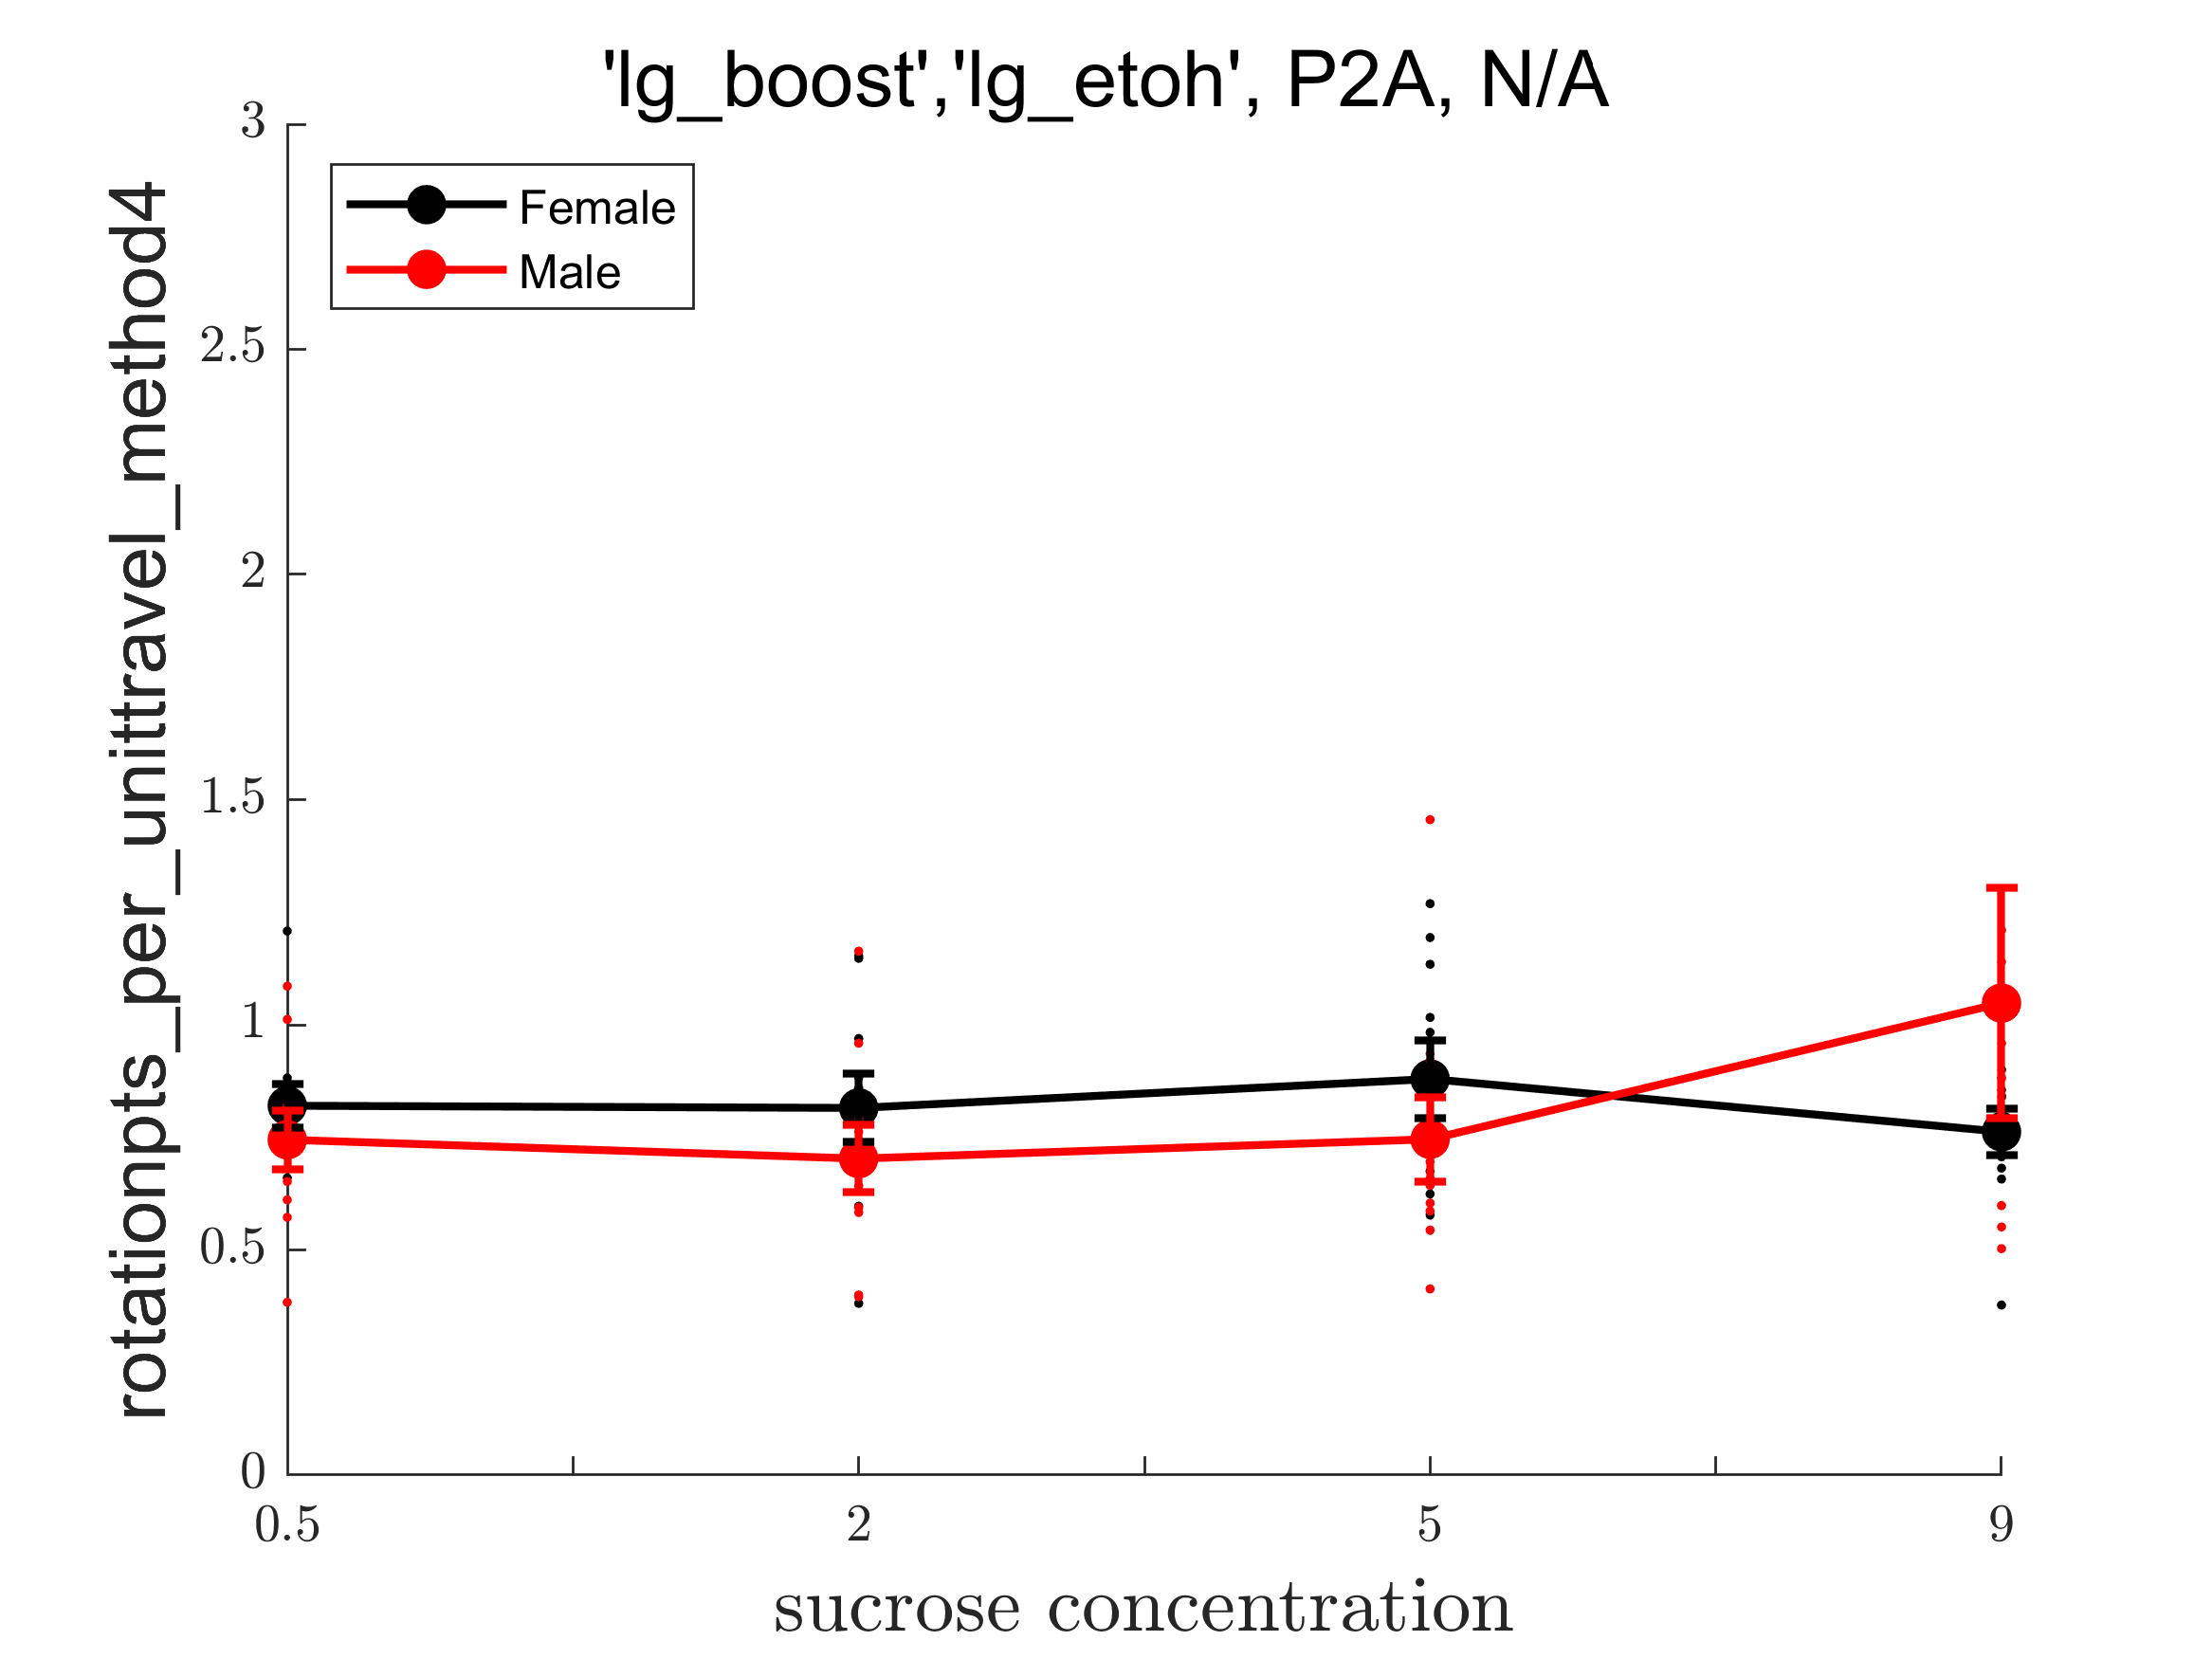 'lg_boost','lg_etoh', P2A, N/A
Female
Male
rotationpts_per_unittravel_method4
3
2.5
2
1.5
1
0.5
0
0.5 2 5 9
sucrose concentration